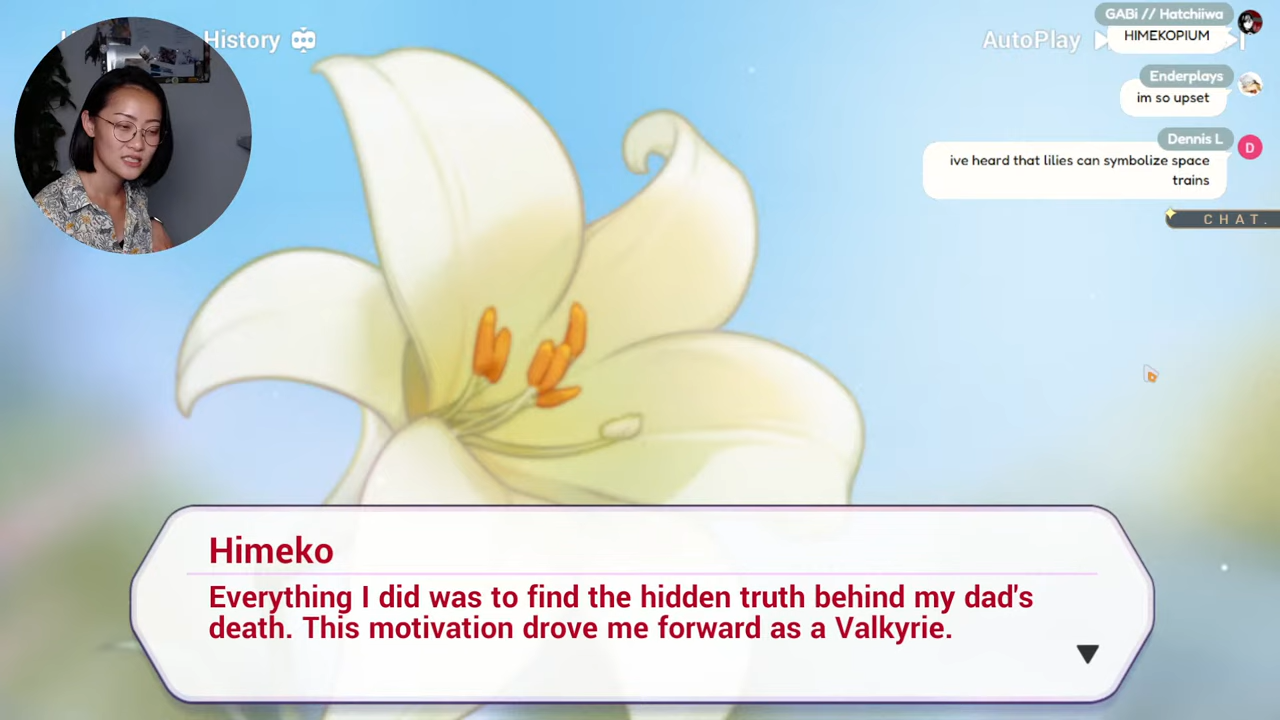 History
AutoPlay
GABi // Hatchiiwa
HIMEKOPIUM
Enderplays
im so upset
Dennis L
D
ive heard that lilies can symbolize space
trains
CHAT.
Himeko
Everything I did was to find the hidden truth behind my dad's
death. This motivation drove me forward as a Valkyrie.